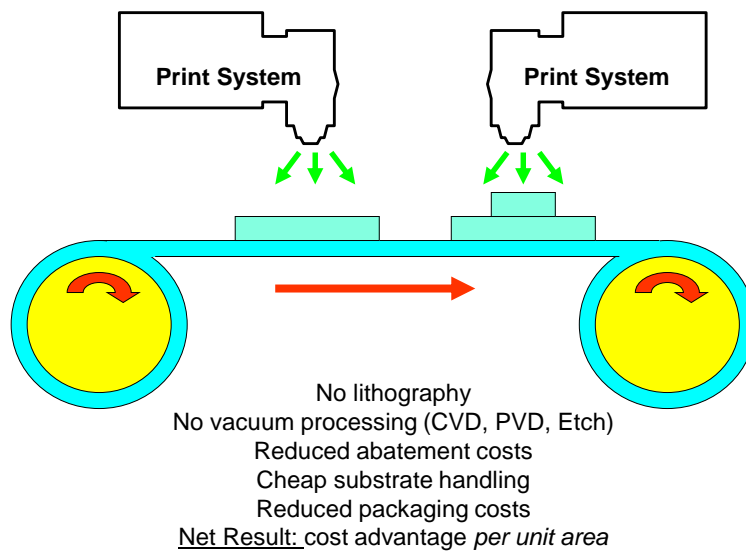 Print System
Print System
No lithography
No vacuum processing (CVD, PVD, Etch)
Reduced abatement costs
Cheap substrate handling
Reduced packaging costs
Net Result: cost advantage per unit area